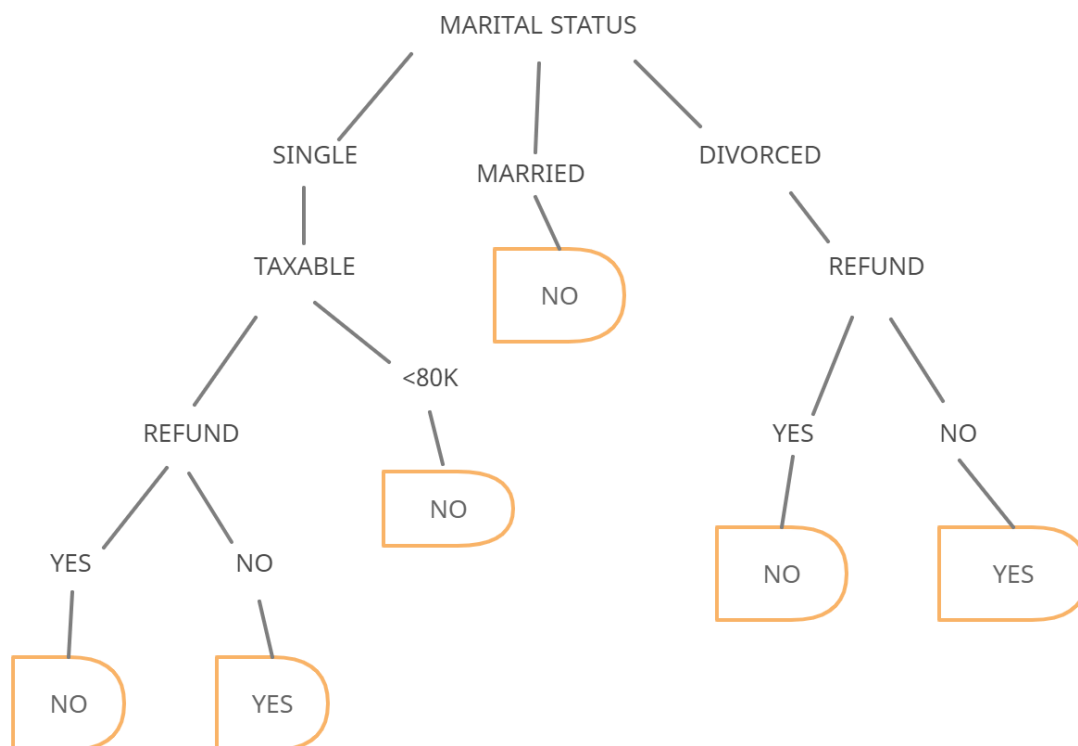 MARITAL STATUS
SINGLE
MARRIED
DIVORCED
TAXABLE
NO
REFUND
<80K
REFUND
YES
NO
NO
YES
NO
NO
YES
NO
YES